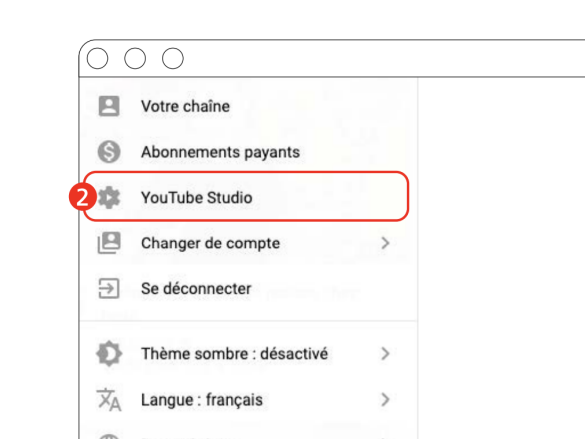 Votre chaîne
Abonnements payants
2
YouTube Studio
Changer de compte
Se déconnecter
Thème sombre : désactivé
Langue : français